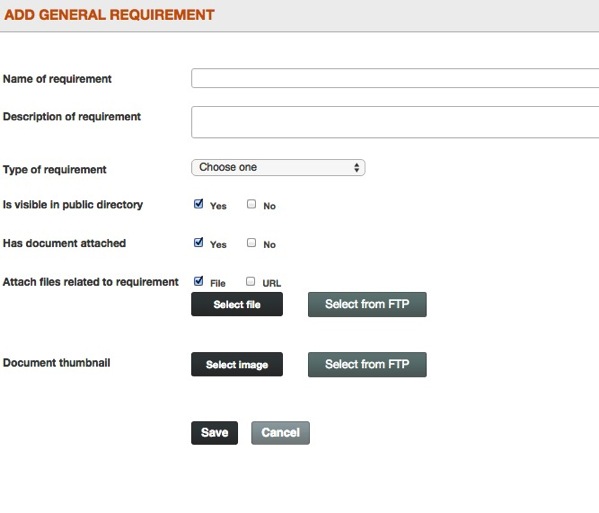 ADD GENERAL REQUIREMENT
Name of requirement
Description of requirement
Type of requirement Choose one
Is visible in public directory Yes No
Has document attached Yes No
Attach files related to requirement File URL
Select file Select from FTP
Document thumbnail Select image Select from FTP
Save Cancel